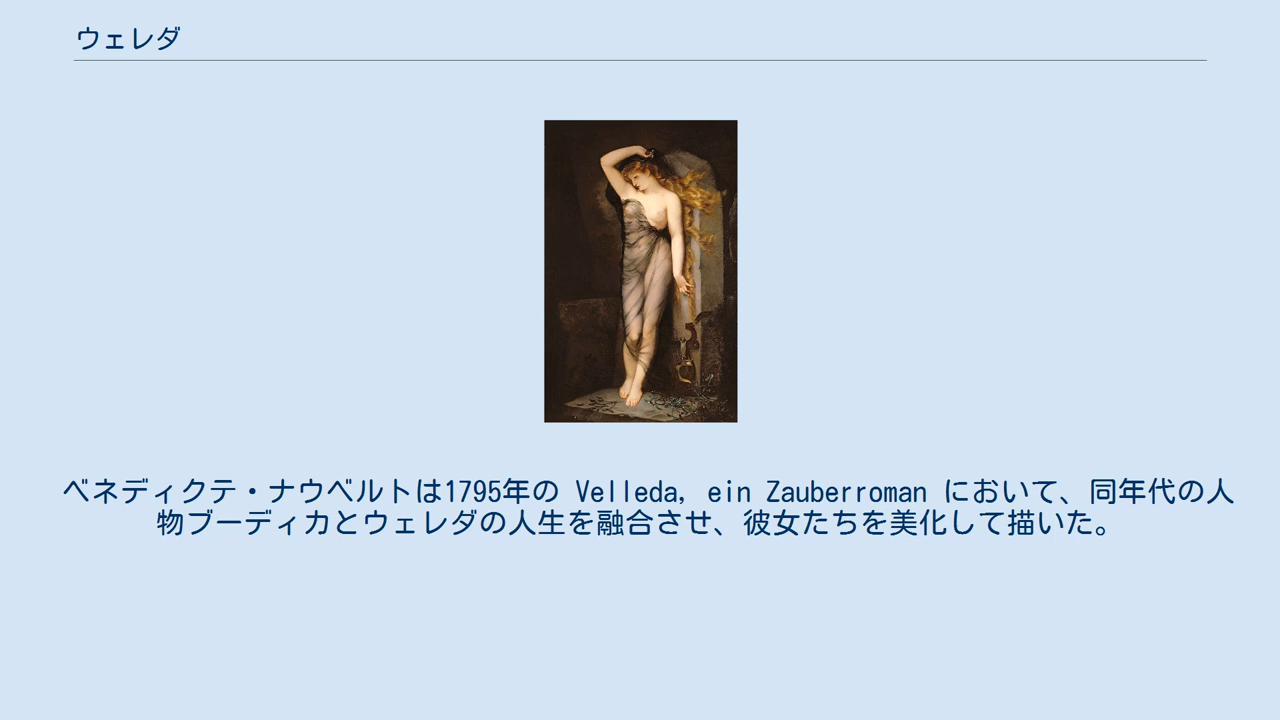 ウェレダ
ベネディクテ・ナウベルトは1795年の Velleda, ein Zauberroman において、同年代の人
物ブーディカとウェレダの人生を融合させ、彼女たちを美化して描いた。